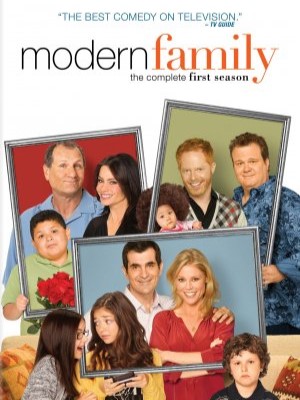 "THE BEST COMEDY ON TELEVISION."
– TV GUIDE
modern family
the complete first season